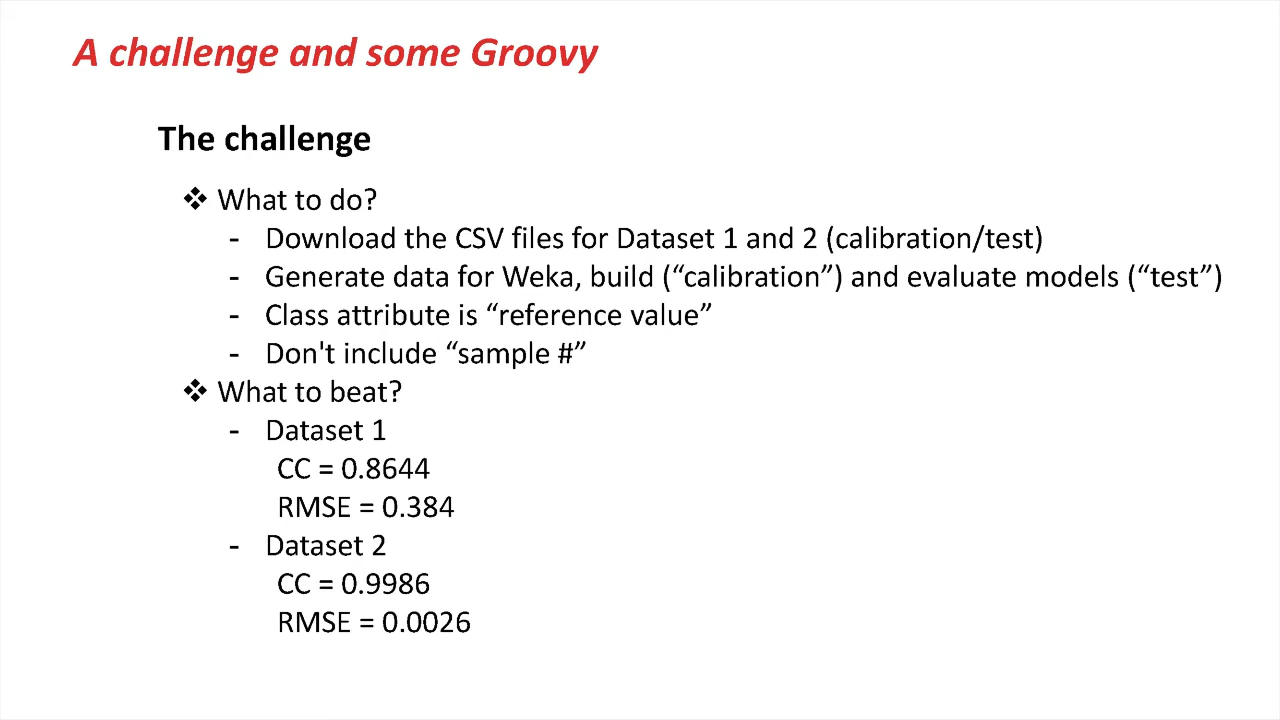 A challenge and some Groovy
The challenge
❖ What to do?
- Download the CSV files for Dataset 1 and 2 (calibration/test)
- Generate data for Weka, build (“calibration”) and evaluate models (“test”)
- Class attribute is “reference value”
- Don't include “sample #”
❖ What to beat?
- Dataset 1
CC = 0.8644
RMSE = 0.384
- Dataset 2
CC = 0.9986
RMSE = 0.0026